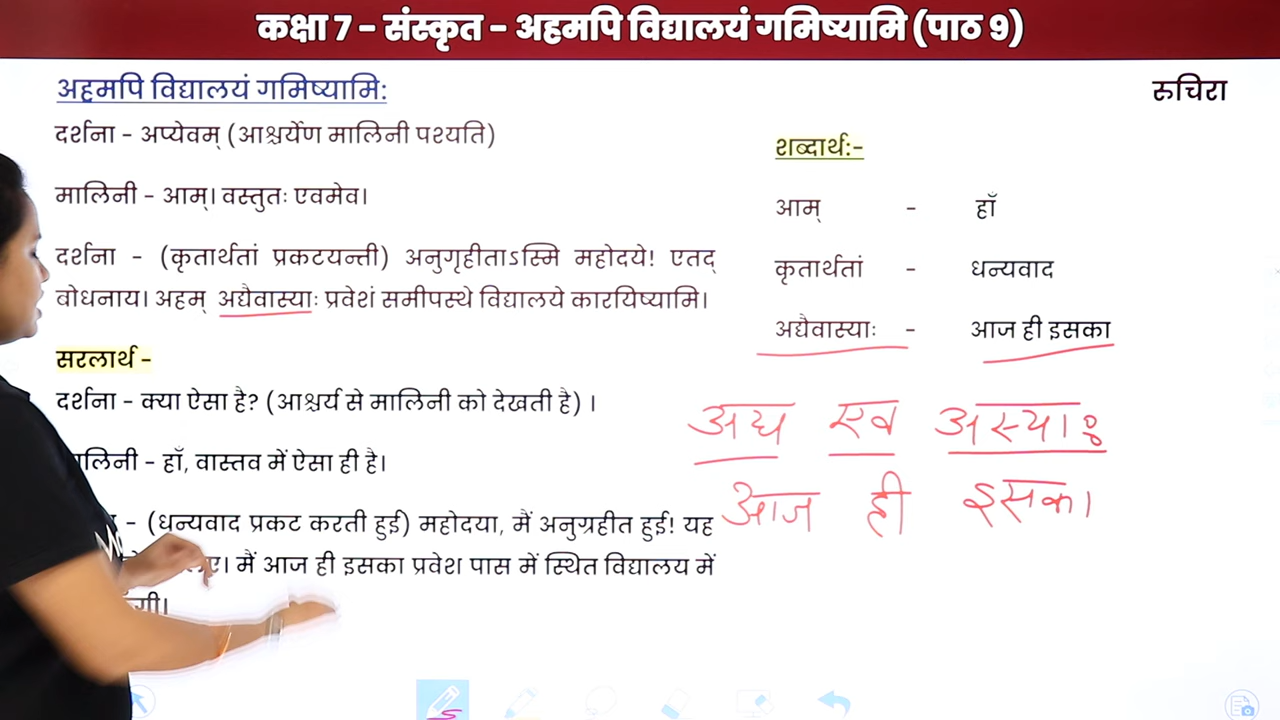 कक्षा 7 - संस्कृत - अहमपि विद्यालयं गमिष्यामि (पाठ 9)
अहमपि विद्यालयं गमिष्यामि:
रुचिरा
दर्शना - अप्येवम् (आश्चर्येण मालिनी पश्यति)
मालिनी - आम्। वस्तुतः एवमेव।
दर्शना - (कृतार्थतां प्रकटयन्ती) अनुगृहीताऽस्मि महोदये! एतद्
बोधनाय। अहम् अद्यैवास्याः प्रवेशं समीपस्थे विद्यालये कारयिष्यामि।
सरलार्थ -
दर्शना - क्या ऐसा है? (आश्चर्य से मालिनी को देखती है) ।
लिनी - हाँ, वास्तव में ऐसा ही है।
- (धन्यवाद प्रकट करती हुई) महोदया, मैं अनुग्रहीत हुई! यह
मैं आज ही इसका प्रवेश पास में स्थित विद्यालय में
शब्दार्थ:-
आम् - हाँ
कृतार्थतां - धन्यवाद
अद्यैवास्याः - आज ही इसका
अद्य एव अस्याः
आज ही इसका